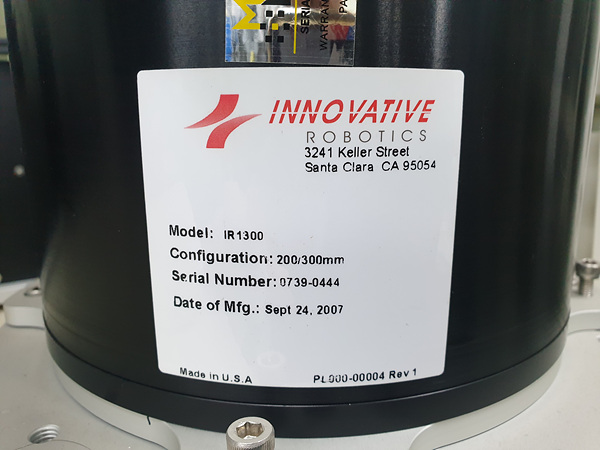 SERIAL
WARRAN
PA
INNOVATIVE
ROBOTICS
3241 Keller Street
Santa Clara CA 95054
Model: IR1300
Configuration: 200/300mm
Serial Number: 0739-0444
Date of Mfg.: Sept 24, 2007
Made in U.S.A
PL000-00004 Rev 1